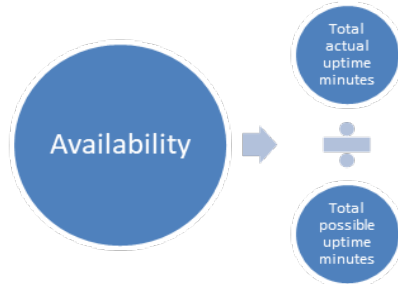 Availability
Total
actual
uptime
minutes
Total
possible
uptime
minutes